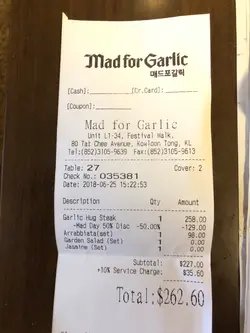 Mad for Garlic
매드포갈릭
[Cash]:__________[Cr.Card]:__________
[Coupon]:__________
Mad for Garlic
Unit L1-34, Festival Walk,
80 Tat Chee Avenue, Kowloon Tong, KL
Tel:(852)3105-9639 Fax:(852)3105-9613
Table: 27 Cover: 2
Check No.: 035381
Date: 2018-06-25 15:22:53
Description Qty Amount
Garlic Hug Steak 1 258.00
-Mad Day 50% Disc -50.00% -129.00
Arrabbiata(set) 1 98.00
Garden Salad (Set 1 0.00
Jasmine (Set) 1 0.00
Subtotal: $227.00
+10% Service Charge: $35.60
Total:$262.60